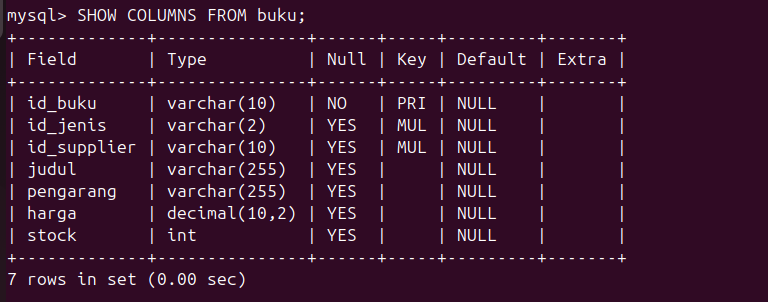 mysql> SHOW COLUMNS FROM buku;
+-------------+---------------+------+-----+---------+-------+
| Field       | Type          | Null | Key | Default | Extra |
+-------------+---------------+------+-----+---------+-------+
| id_buku     | varchar(10)   | NO   | PRI | NULL    |       |
| id_jenis    | varchar(2)    | YES  | MUL | NULL    |       |
| id_supplier | varchar(10)   | YES  | MUL | NULL    |       |
| judul       | varchar(255)  | YES  |     | NULL    |       |
| pengarang   | varchar(255)  | YES  |     | NULL    |       |
| harga       | decimal(10,2) | YES  |     | NULL    |       |
| stock       | int           | YES  |     | NULL    |       |
+-------------+---------------+------+-----+---------+-------+
7 rows in set (0.00 sec)